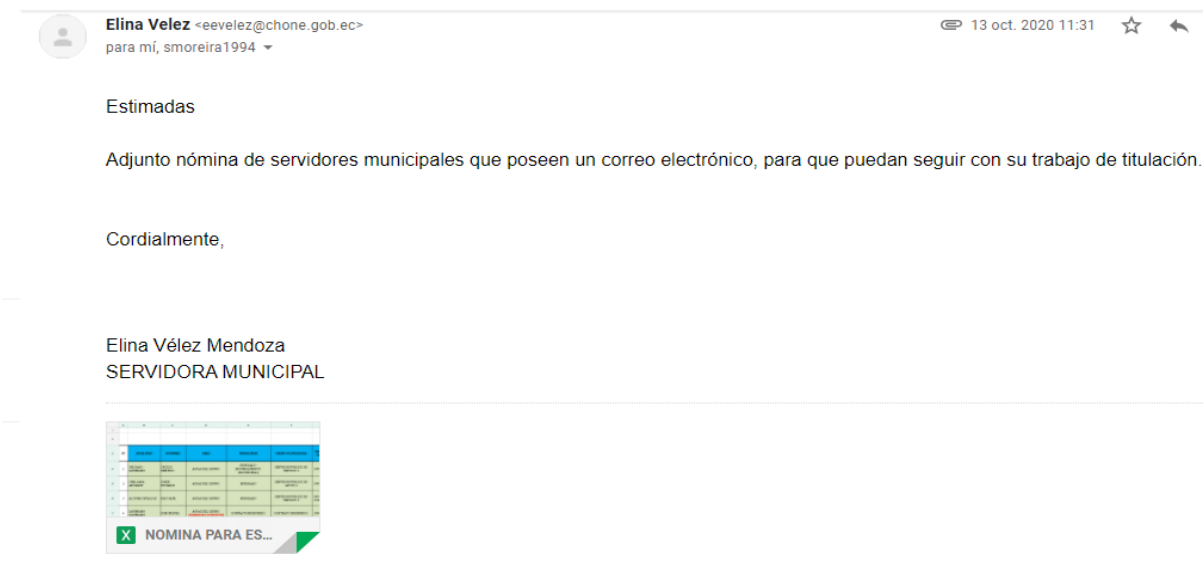 Elina Velez <eevelez@chone.gob.ec>
13 oct. 2020 11:31
para mí, smoreira1994
Estimadas
Adjunto nómina de servidores municipales que poseen un correo electrónico, para que puedan seguir con su trabajo de titulación.
Cordialmente,
Elina Vélez Mendoza
SERVIDORA MUNICIPAL
X NOMINA PARA ES...